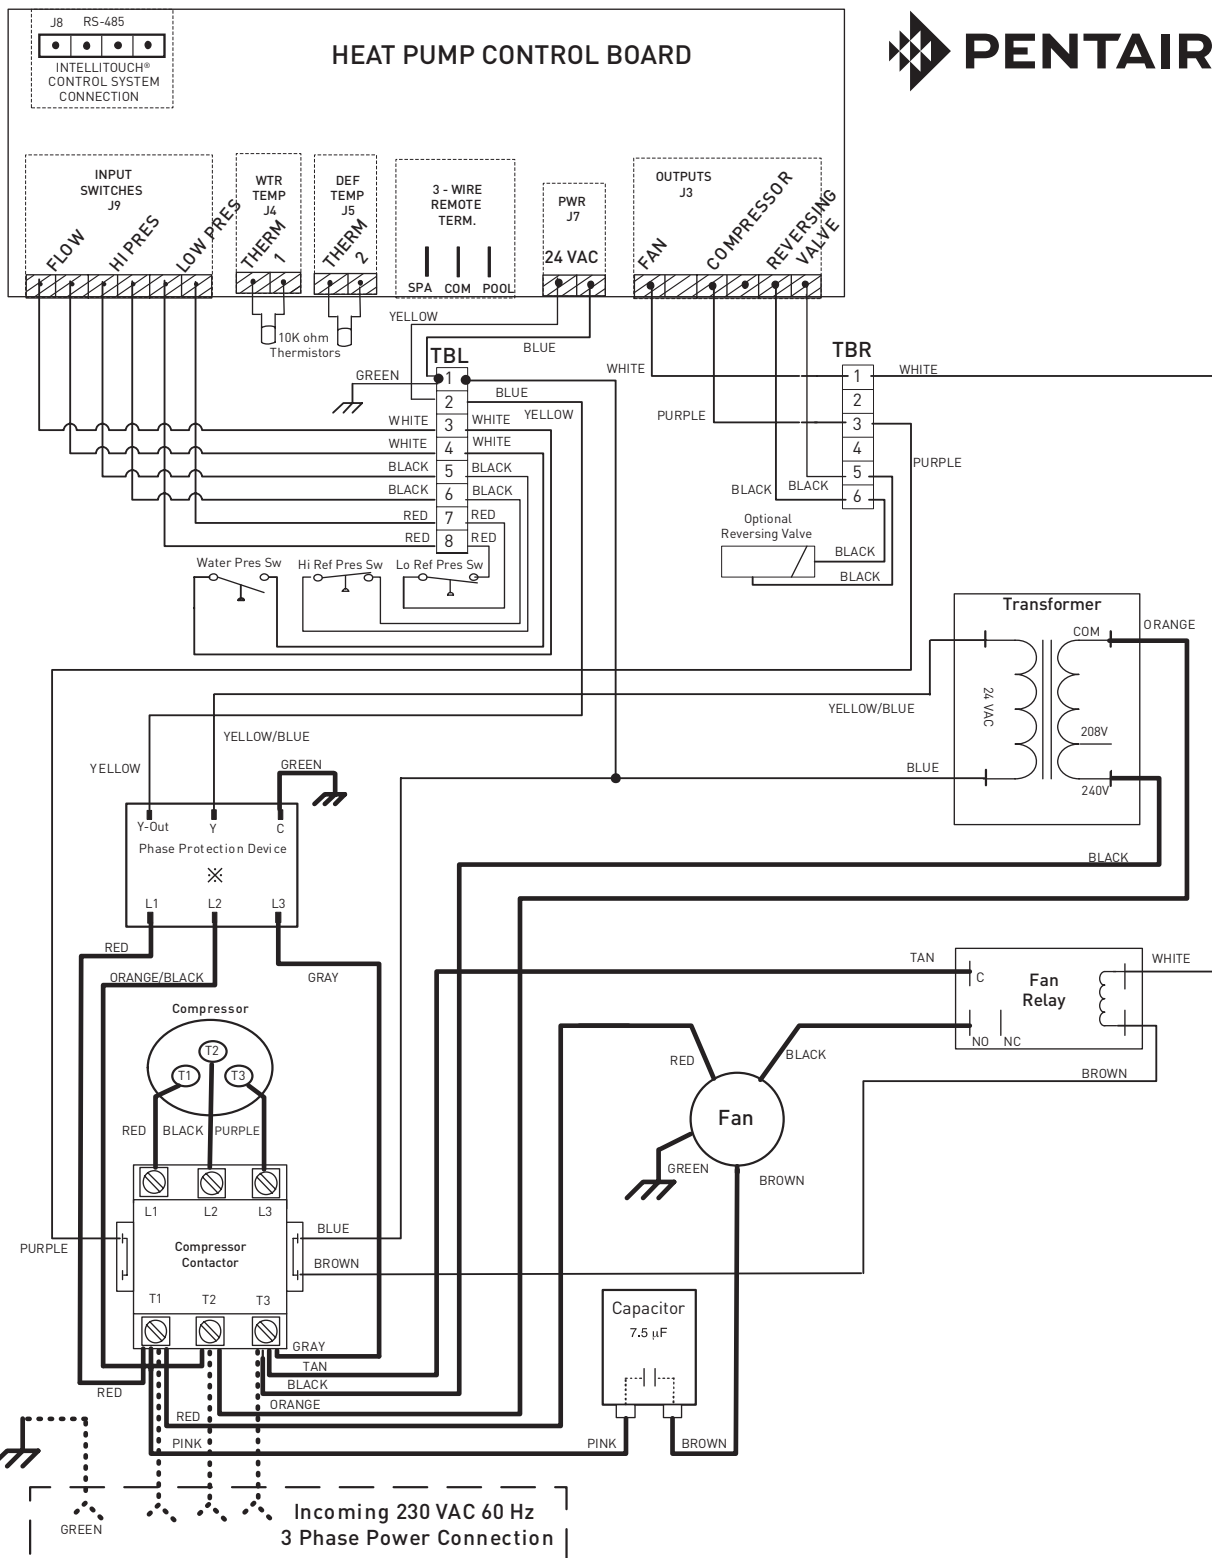 J8 RS-485
INTELLITOUCH®
CONTROL SYSTEM
CONNECTION
HEAT PUMP CONTROL BOARD
PENTAIR
INPUT
SWITCHES
J9
FLOW
HI PRES
LOW PRES
WTR
TEMP
J4
THERM
1
DEF
TEMP
J5
THERM
2
3 - WIRE
REMOTE
TERM.
SPA COM POOL
PWR
J7
24 VAC
OUTPUTS
J3
FAN
COMPRESSOR
REVERSING
VALVE
YELLOW
BLUE
10K ohm
Thermistors
TBL
GREEN
1
2
3
4
5
6
7
8
BLUE
YELLOW
WHITE WHITE
WHITE WHITE
BLACK BLACK
BLACK BLACK
RED RED
RED RED
TBR
WHITE
1
2
3
4
5
6
WHITE
PURPLE
PURPLE
BLACK
BLACK
Optional
Reversing Valve
BLACK
BLACK
Water Pres Sw
Hi Ref Pres Sw
Lo Ref Pres Sw
Transformer
COM
ORANGE
24 VAC
208V
240V
YELLOW/BLUE
BLUE
BLACK
YELLOW/BLUE
YELLOW
GREEN
Y-Out Y C
Phase Protection Device
※
L1 L2 L3
RED
ORANGE/BLACK
GRAY
Compressor
T2
T1
T3
RED BLACK PURPLE
L1 L2 L3
Compressor
Contactor
T1 T2 T3
PURPLE
BLUE
BROWN
GRAY
TAN
BLACK
ORANGE
RED
RED
PINK
TAN
C
Fan
Relay
WHITE
NO NC
BROWN
RED
BLACK
Fan
GREEN
BROWN
Capacitor
7.5 µF
PINK
BROWN
GREEN
Incoming 230 VAC 60 Hz
3 Phase Power Connection